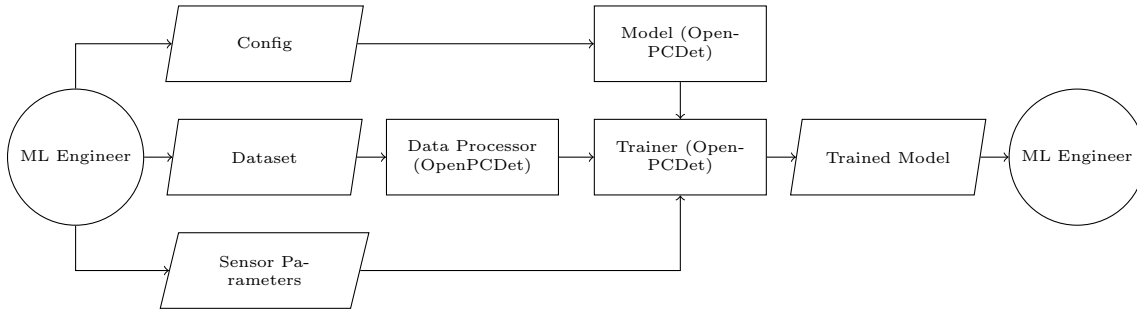 Config
Model (Open-
PCDet)
ML Engineer
Dataset
Data Processor
(OpenPCDet)
Trainer (Open-
PCDet)
Trained Model
ML Engineer
Sensor Pa-
rameters